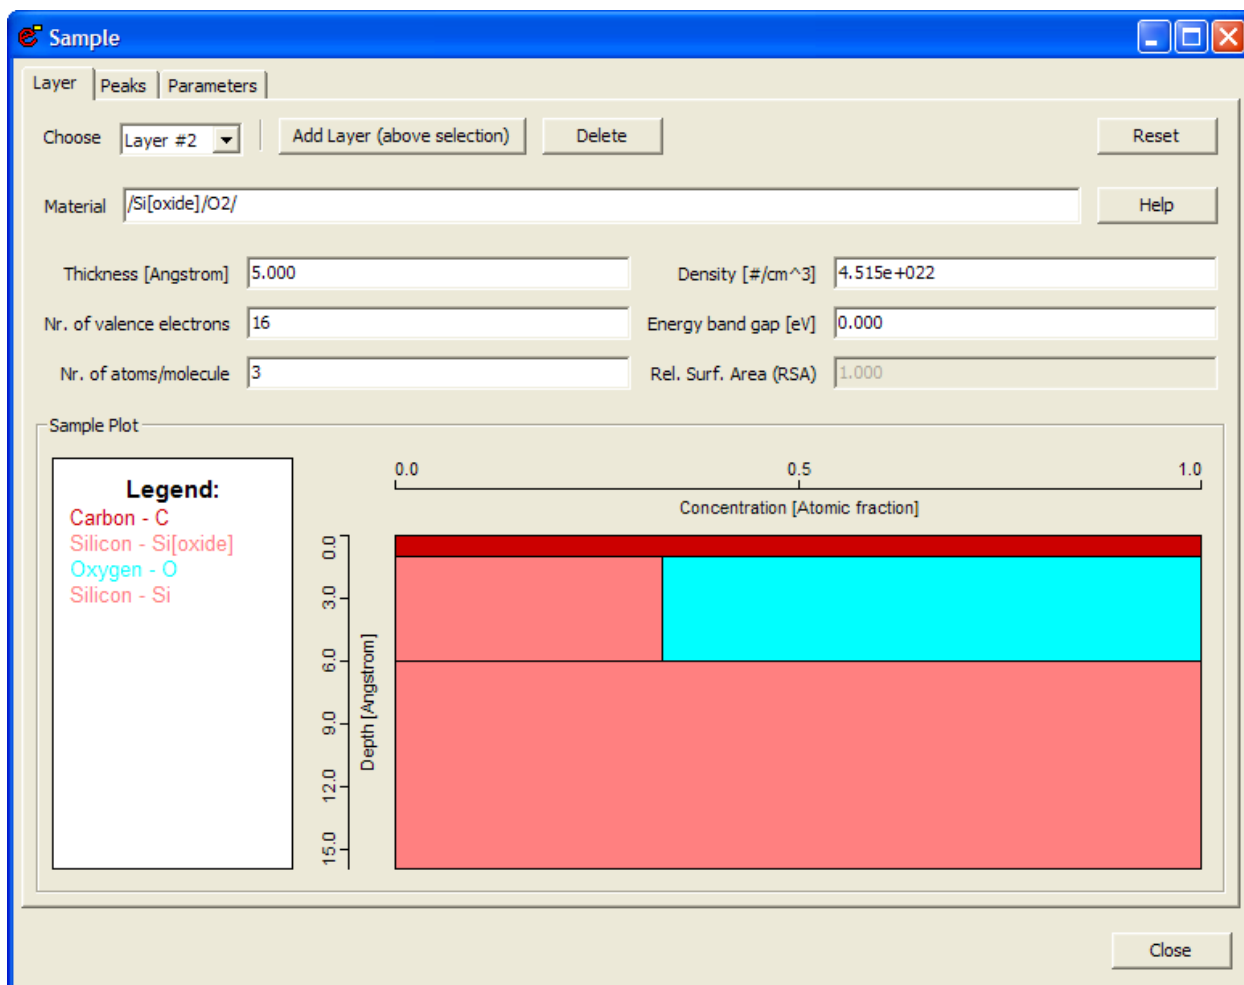 Sample
Layer Peaks Parameters
Choose Layer #2 Add Layer (above selection) Delete Reset
Material /Si[oxide]/O2/ Help
Thickness [Angstrom] 5.000 Density [#/cm^3] 4.515e+022
Nr. of valence electrons 16 Energy band gap [eV] 0.000
Nr. of atoms/molecule 3 Rel. Surf. Area (RSA) 1.000
Sample Plot
Legend:
Carbon - C
Silicon - Si[oxide]
Oxygen - O
Silicon - Si
0.0 0.5 1.0
Concentration [Atomic fraction]
0.0
3.0
6.0
9.0
12.0
15.0
Depth [Angstrom]
Close